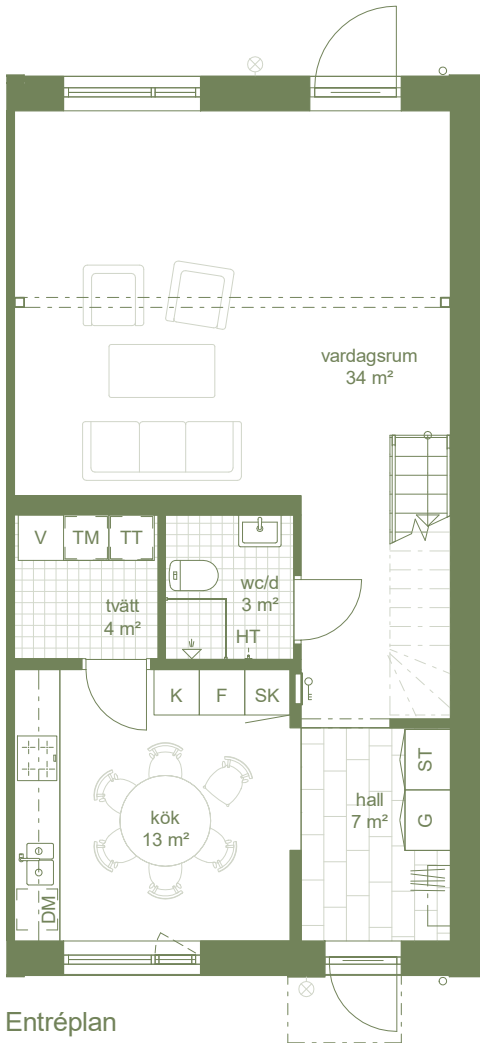 vardagsrum
34 m²
V
TM
TT
wc/d
3 m²
tvätt
4 m²
HT
K
F
SK
ST
kök
13 m²
hall
7 m²
G
DM
Entréplan